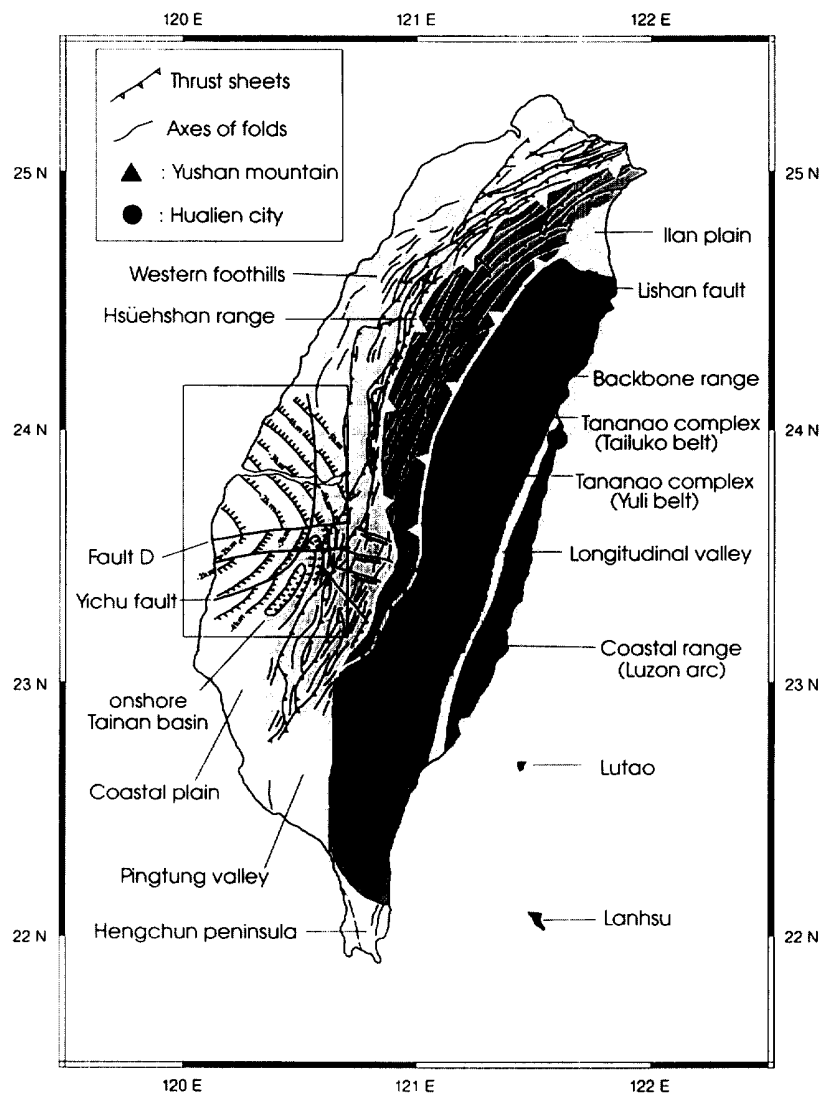 120 E
121 E
122 E
Thrust sheets
Axes of folds
: Yushan mountain
: Hualien city
25 N
25 N
Ilan plain
Western foothills
Lishan fault
Hsüehshan range
Backbone range
24 N
24 N
Tananao complex
(Tailuko belt)
Tananao complex
(Yuli belt)
Fault D
Longitudinal valley
Yichu fault
Coastal range
(Luzon arc)
23 N
23 N
onshore
Tainan basin
Lutao
Coastal plain
Pingtung valley
Lanhsu
22 N
Hengchun peninsula
22 N
120 E
121 E
122 E